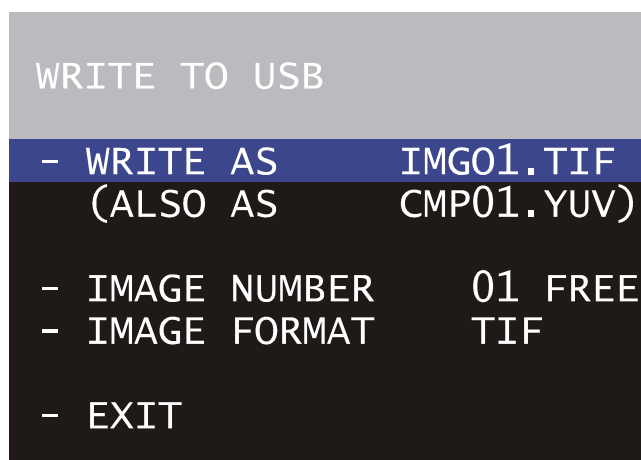 WRITE TO USB
- WRITE AS IMG01.TIF
(ALSO AS CMP01.YUV)
- IMAGE NUMBER 01 FREE
- IMAGE FORMAT TIF
- EXIT